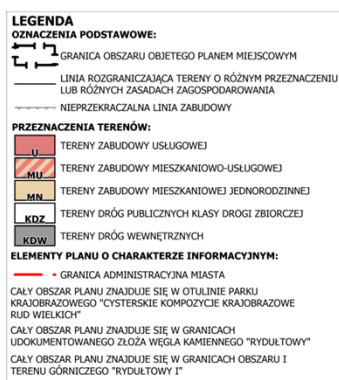 LEGENDA
OZNACZENIA PODSTAWOWE:
GRANICA OBSZARU OBJĘTEGO PLANEM MIEJSCOWYM
LINIA ROZGRANICZAJĄCA TERENY O RÓŻNYM PRZEZNACZENIU
LUB RÓŻNYCH ZASADACH ZAGOSPODAROWANIA
NIEPRZEKRACZALNA LINIA ZABUDOWY
PRZEZNACZENIA TERENÓW:
U TERENY ZABUDOWY USŁUGOWEJ
MU TERENY ZABUDOWY MIESZKANIOWO-USŁUGOWEJ
MN TERENY ZABUDOWY MIESZKANIOWEJ JEDNORODZINNEJ
KDZ TERENY DRÓG PUBLICZNYCH KLASY DROGI ZBIORCZEJ
KDW TERENY DRÓG WEWNĘTRZNYCH
ELEMENTY PLANU O CHARAKTERZE INFORMACYJNYM:
GRANICA ADMINISTRACYJNA MIASTA
CAŁY OBSZAR PLANU ZNAJDUJE SIĘ W OTULINIE PARKU
KRAJOBRAZOWEGO "CYSTERSKIE KOMPOZYCJE KRAJOBRAZOWE
RUD WIELKICH"
CAŁY OBSZAR PLANU ZNAJDUJE SIĘ W GRANICACH
UDOKUMENTOWANEGO ZŁOŻA WĘGLA KAMIENNEGO "RYDUŁTOWY"
CAŁY OBSZAR PLANU ZNAJDUJE SIĘ W GRANICACH OBSZARU I
TERENU GÓRNICZEGO "RYDUŁTOWY I"